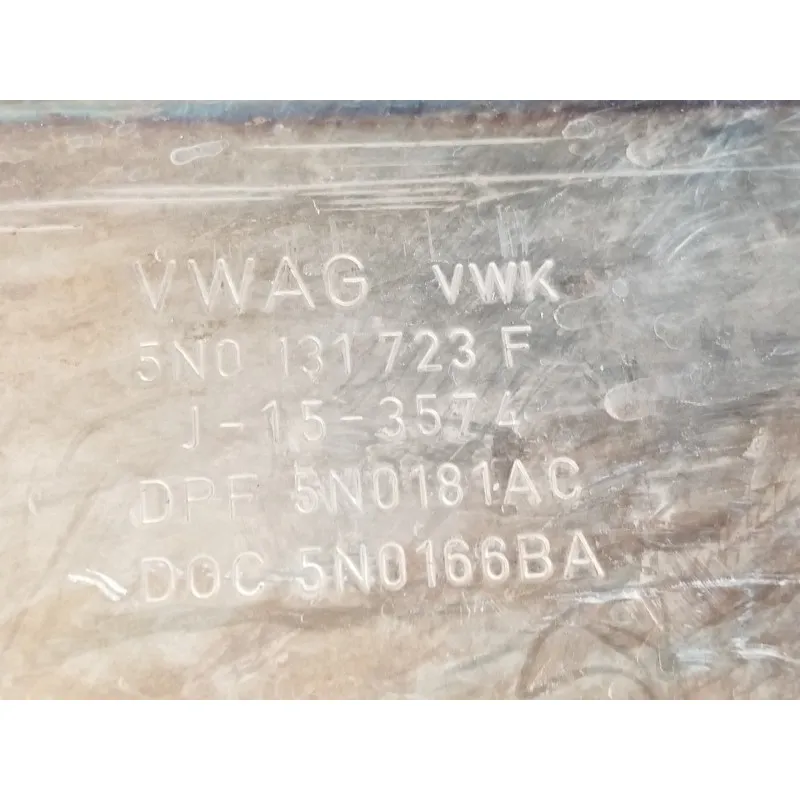 VWAG VWK
5N0 131 723 F
J-15-3574
DPF 5N0181AC
DOC 5N0166BA